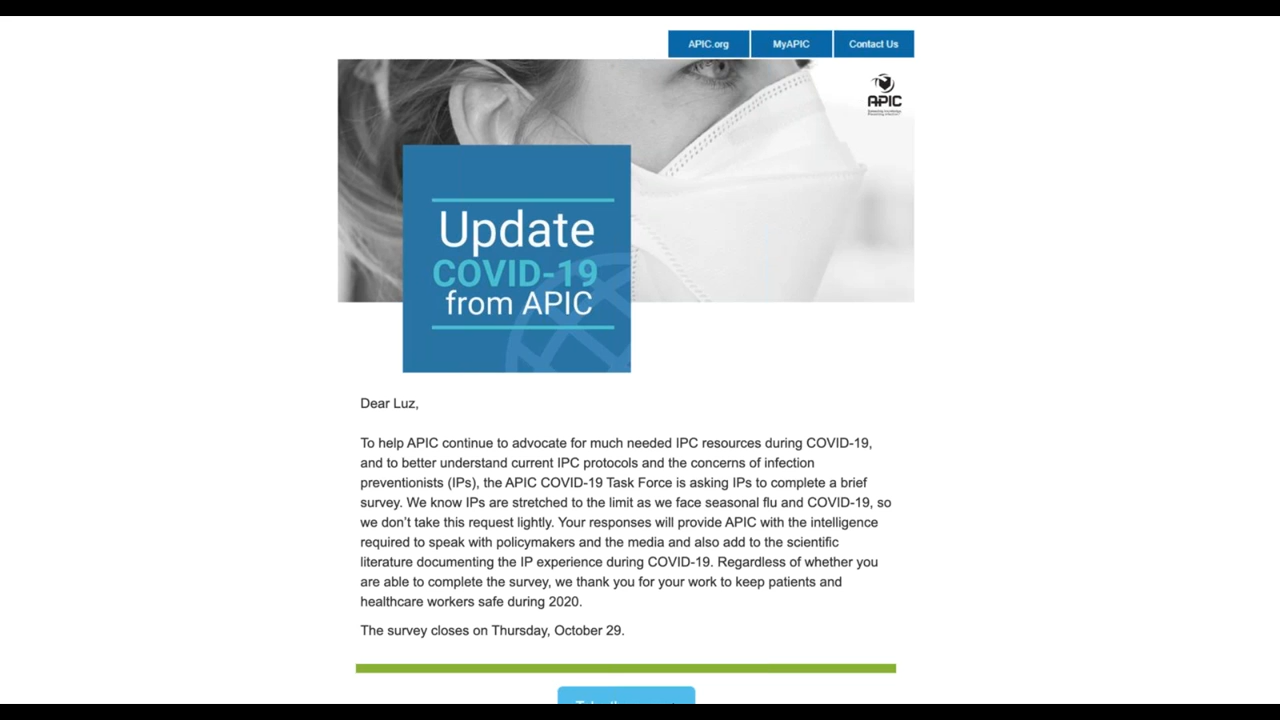 APIC.org MyAPIC Contact Us
APIC
Update
COVID-19
from APIC
Dear Luz,
To help APIC continue to advocate for much needed IPC resources during COVID-19,
and to better understand current IPC protocols and the concerns of infection
preventionists (IPs), the APIC COVID-19 Task Force is asking IPs to complete a brief
survey. We know IPs are stretched to the limit as we face seasonal flu and COVID-19, so
we don't take this request lightly. Your responses will provide APIC with the intelligence
required to speak with policymakers and the media and also add to the scientific
literature documenting the IP experience during COVID-19. Regardless of whether you
are able to complete the survey, we thank you for your work to keep patients and
healthcare workers safe during 2020.
The survey closes on Thursday, October 29.